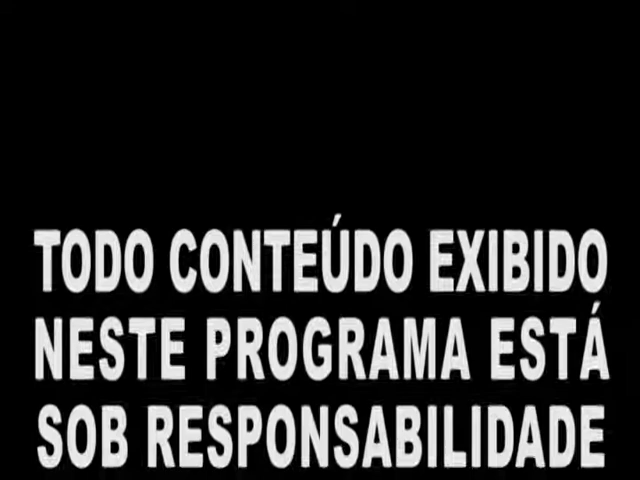 TODO CONTEÚDO EXIBIDO
NESTE PROGRAMA ESTÁ
SOB RESPONSABILIDADE